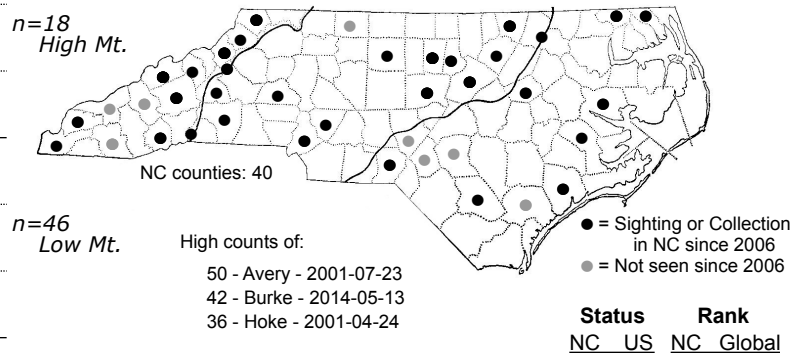 n=18
High Mt.
NC counties: 40
n=46
Low Mt.
High counts of:
50 - Avery - 2001-07-23
42 - Burke - 2014-05-13
36 - Hoke - 2001-04-24
= Sighting or Collection
in NC since 2006
= Not seen since 2006
Status Rank
NC US NC Global